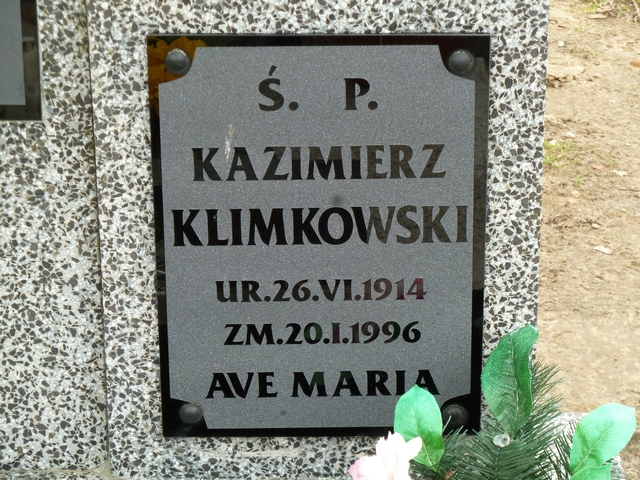 Ś. P.
KAZIMIERZ
KLIMKOWSKI
UR.26.VI.1914
ZM.20.I.1996
AVE MARIA